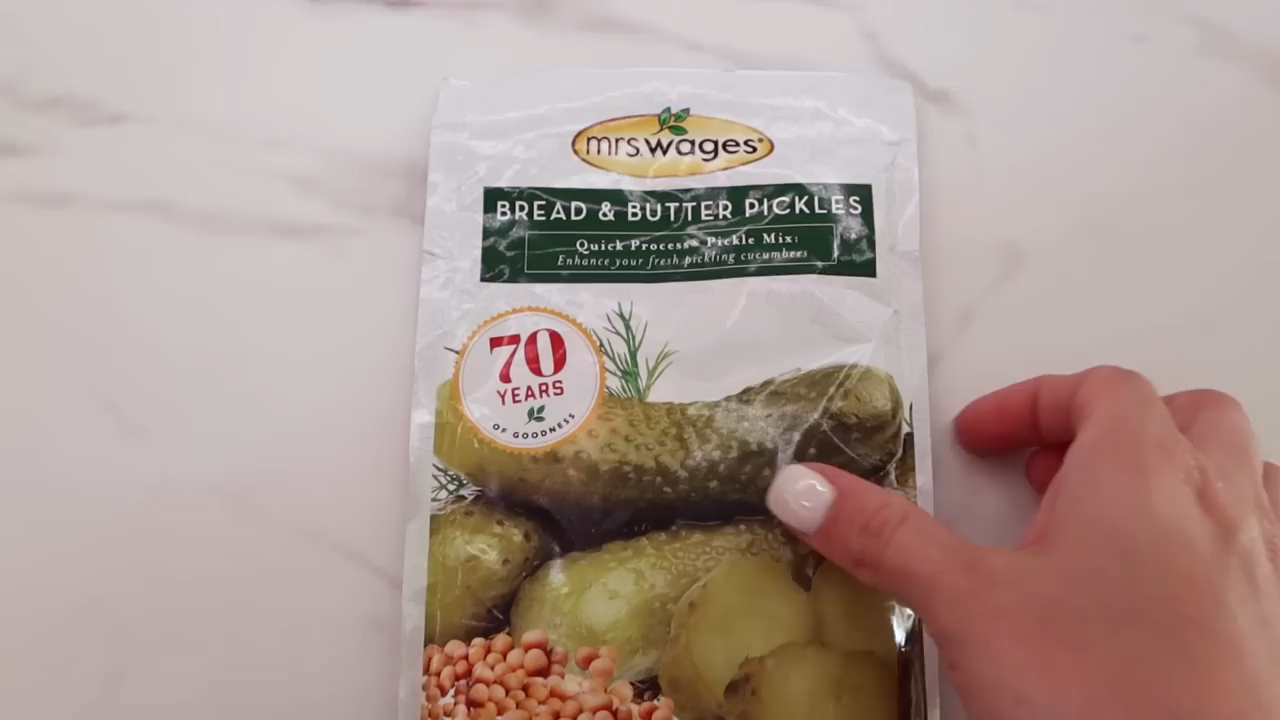 mrs.wages®
BREAD & BUTTER PICKLES
Quick Process® Pickle Mix:
Enhance your fresh pickling cucumbers
70
YEARS
OF GOODNESS